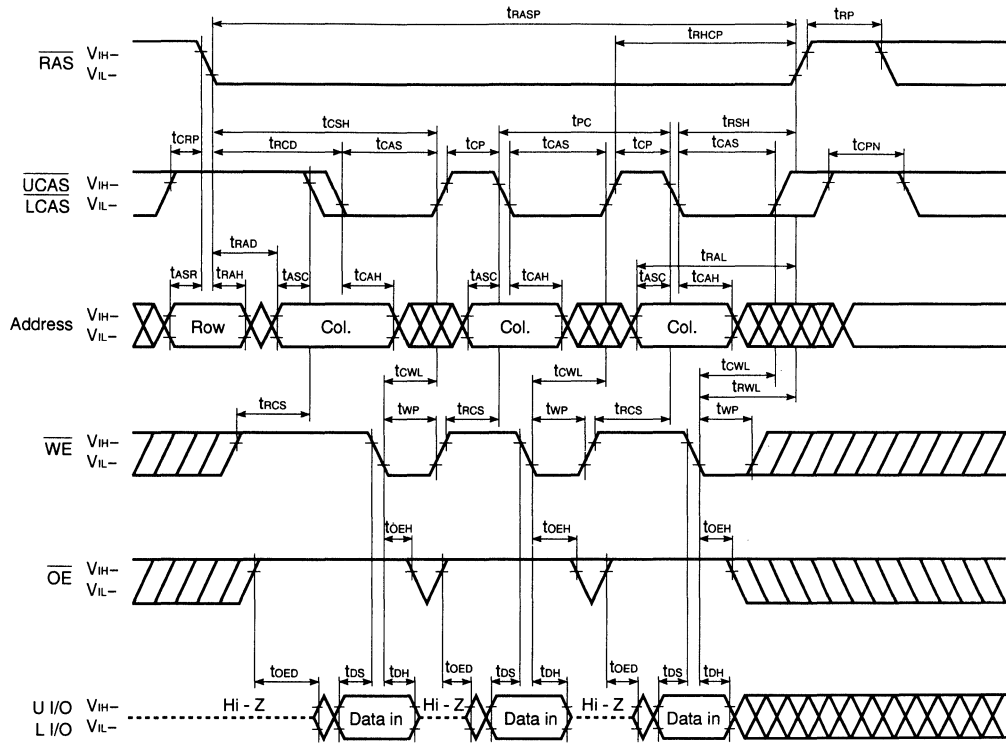 tRASP
tRP
tRHCP
RAS VIH–
VIL–
tCSH
tPC
tRSH
tCRP
tRCD
tCAS
tCP
tCAS
tCP
tCAS
tCPN
UCAS VIH–
LCAS VIL–
tRAD
tRAL
tASR
tRAH
tASC
tCAH
tASC
tCAH
tASC
tCAH
Address VIH–
VIL–
Row
Col.
Col.
Col.
tCWL
tCWL
tCWL
tRWL
tRCS
tWP
tRCS
tWP
tRCS
tWP
WE VIH–
VIL–
tOEH
tOEH
tOEH
OE VIH–
VIL–
tOED
tDS
tDH
tOED
tDS
tDH
tOED
tDS
tDH
U I/O VIH–
L I/O VIL–
Hi - Z
Data in
Hi - Z
Data in
Hi - Z
Data in